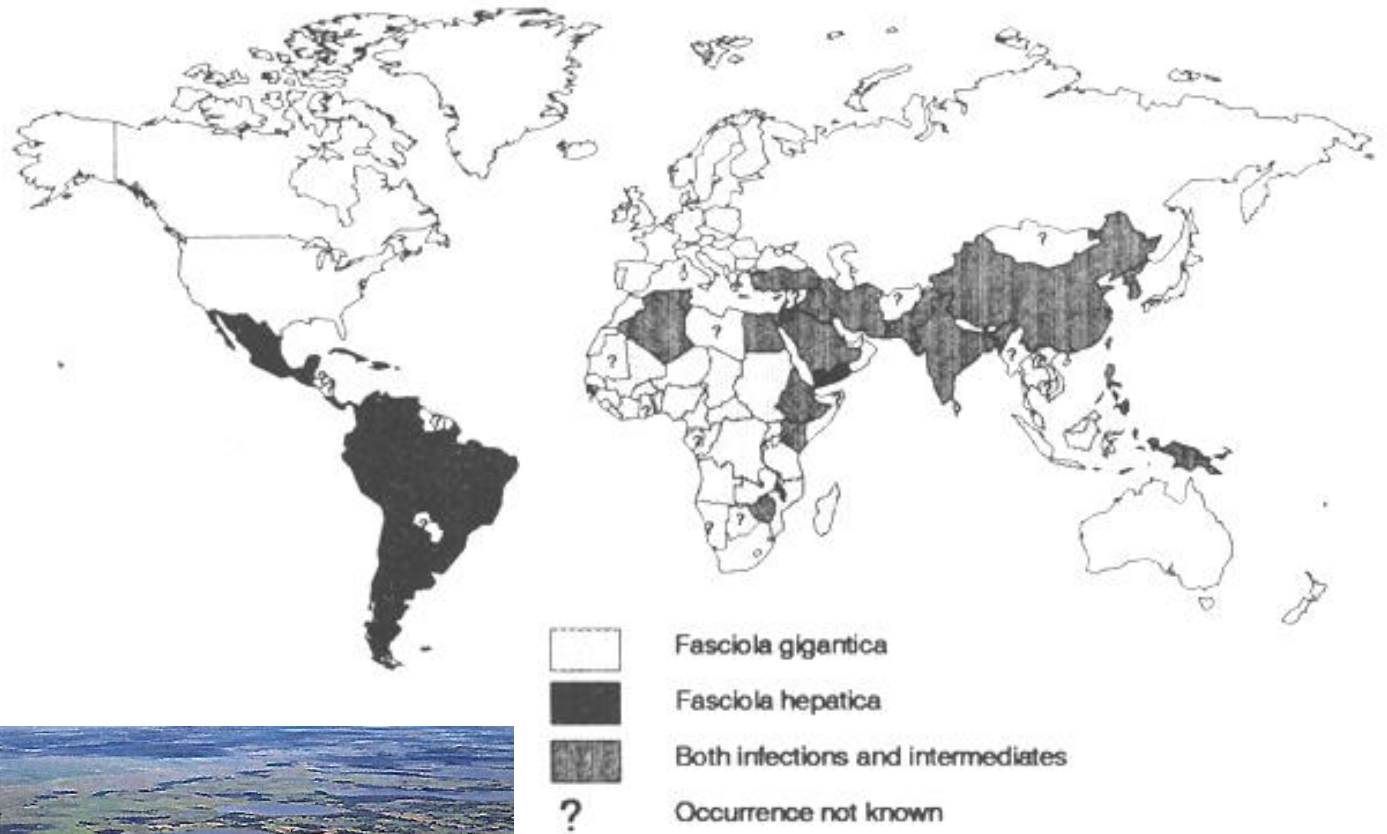 Fasciola gigantica
Fasciola hepatica
Both infections and intermediates
? Occurrence not known